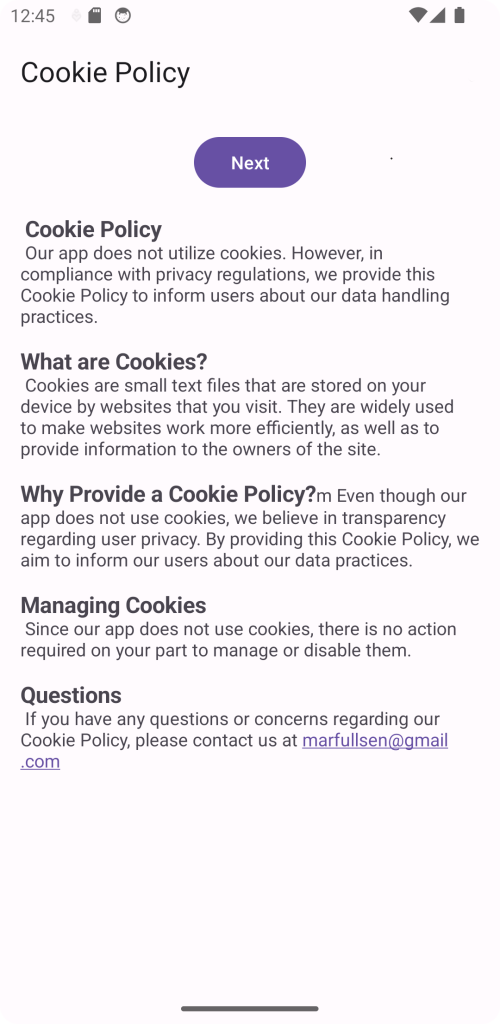 12:45
Cookie Policy
Next
Cookie Policy
Our app does not utilize cookies. However, in
compliance with privacy regulations, we provide this
Cookie Policy to inform users about our data handling
practices.
What are Cookies?
Cookies are small text files that are stored on your
device by websites that you visit. They are widely used
to make websites work more efficiently, as well as to
provide information to the owners of the site.
Why Provide a Cookie Policy?m Even though our
app does not use cookies, we believe in transparency
regarding user privacy. By providing this Cookie Policy, we
aim to inform our users about our data practices.
Managing Cookies
Since our app does not use cookies, there is no action
required on your part to manage or disable them.
Questions
If you have any questions or concerns regarding our
Cookie Policy, please contact us at marfullsen@gmail
.com